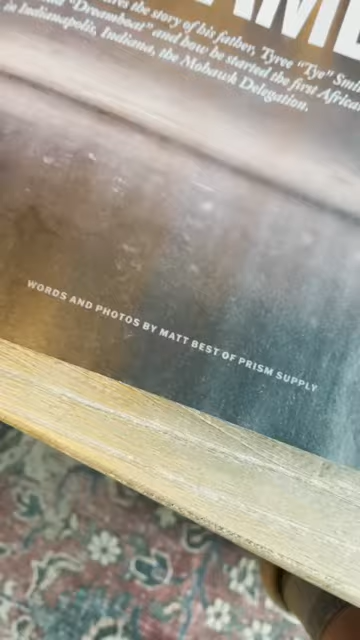 the story of his father, Tyree "Tye" Smi
"Dreamboat" and how he started the first Afric
in Indianapolis, Indiana, the Mohawk Delegation.
WORDS AND PHOTOS BY MATT BEST OF PRISM SUPPLY